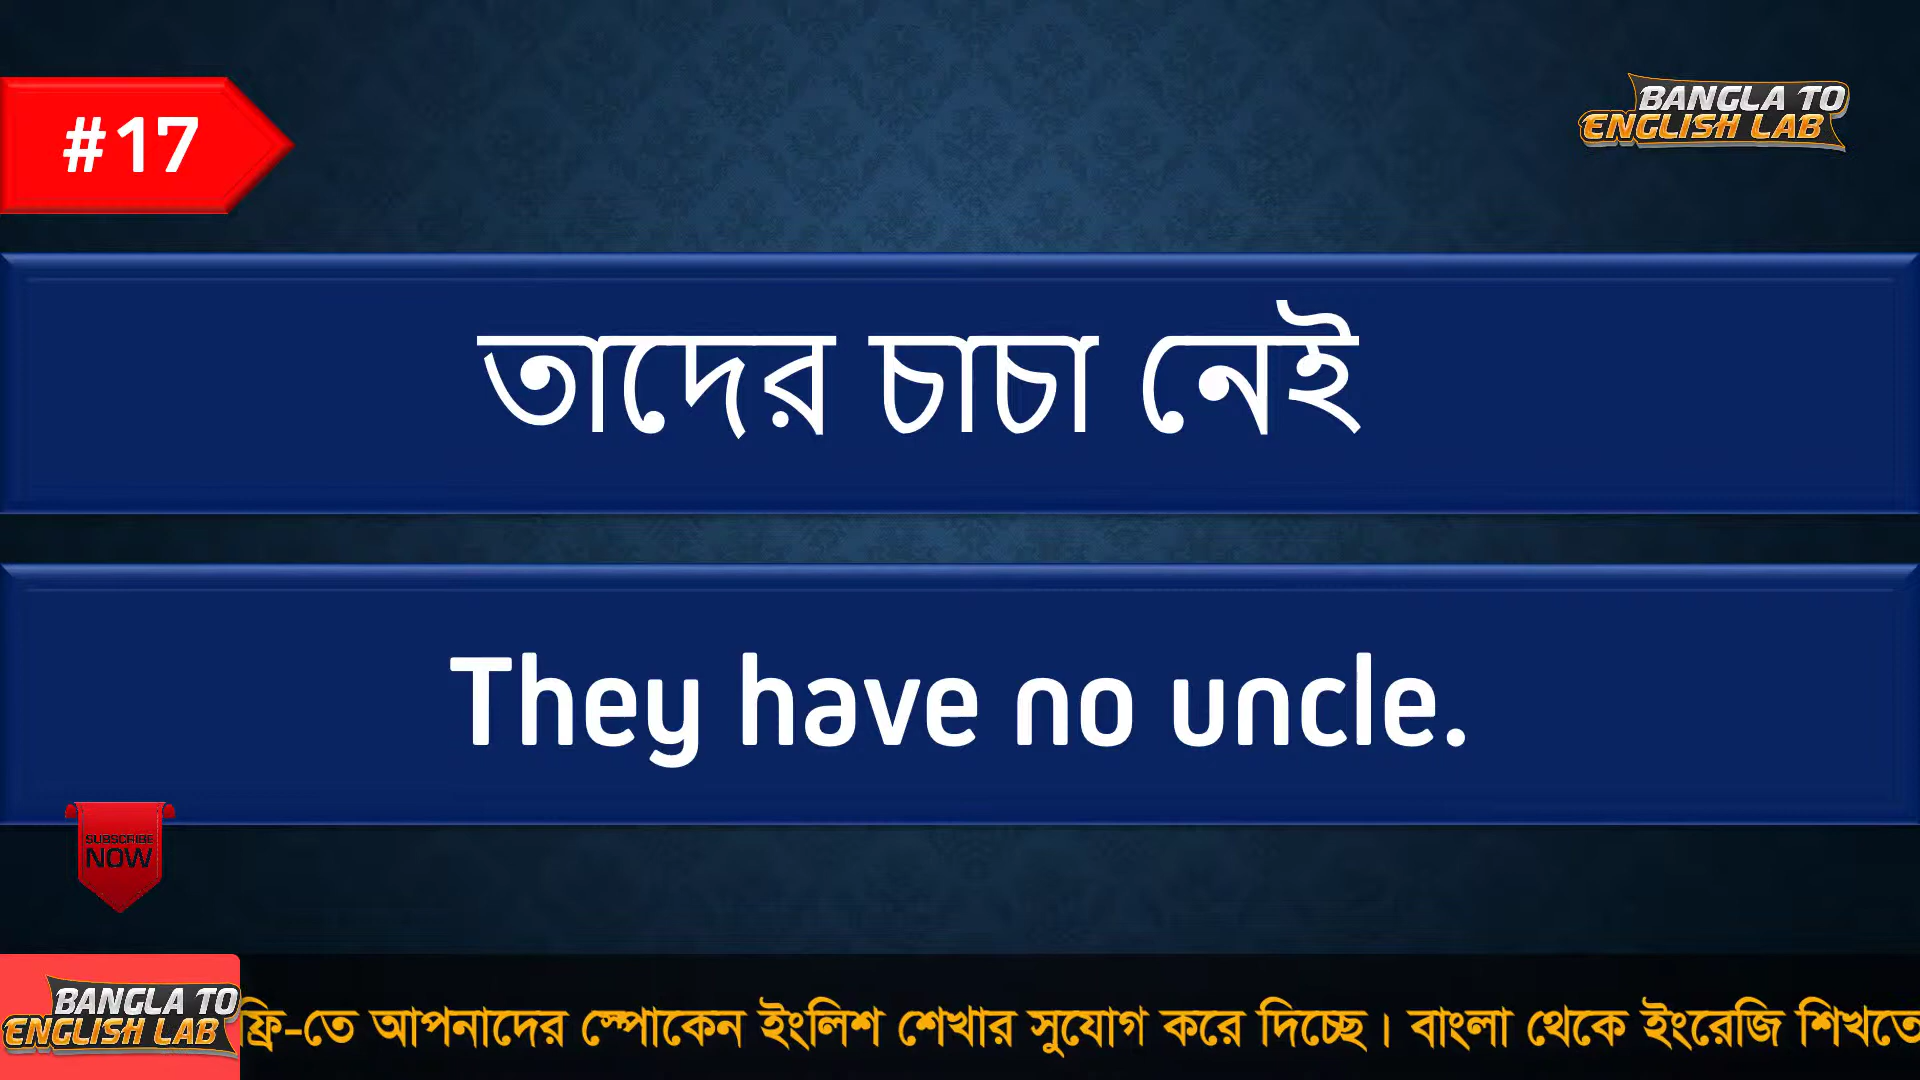 #17
BANGLA TO
ENGLISH LAB
তাদের চাচা নেই
They have no uncle.
SUBSCRIBE
NOW
BANGLA TO
ENGLISH LAB
ফ্রি-তে আপনাদের স্পোকেন ইংলিশ শেখার সুযোগ করে দিচ্ছে। বাংলা থেকে ইংরেজি শিখতে